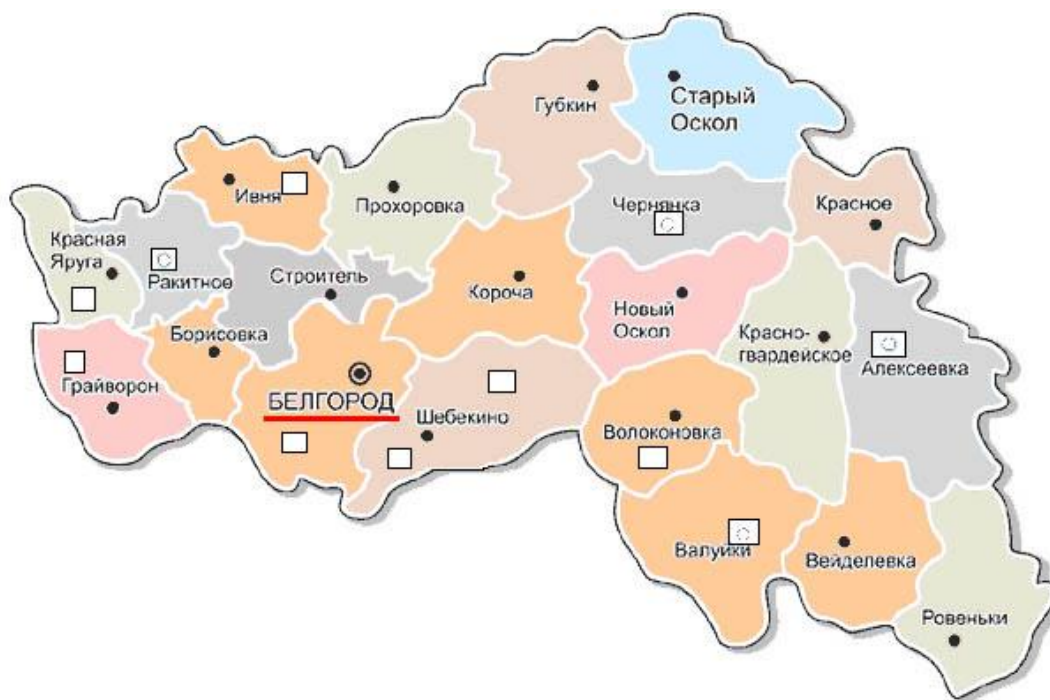 Губкин
Старый
Оскол
Ивня
Прохоровка
Чернянка
Красное
Красная
Яруга
Ракитное
Строитель
Короча
Новый
Оскол
Красно-
гвардейское
Алексеевка
Борисовка
Грайворон
БЕЛГОРОД
Шебекино
Волоконовка
Валуйки
Вейделевка
Ровеньки